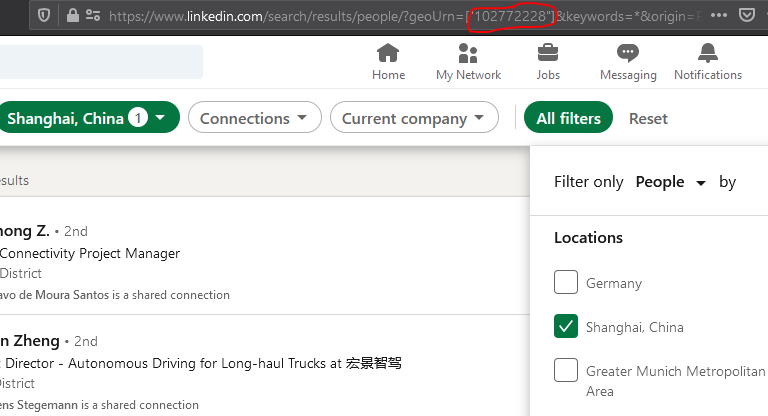 https://www.linkedin.com/search/results/people/?geoUrn=["102772228"]&keywords=*&origin=F
Home
My Network
Jobs
Messaging
Notifications
Shanghai, China 1
Connections
Current company
All filters
Reset
esults
Filter only People by
Locations
Germany
Shanghai, China
Greater Munich Metropolitan
Area
hong Z. • 2nd
Connectivity Project Manager
District
avo de Moura Santos is a shared connection
n Zheng • 2nd
t Director - Autonomous Driving for Long-haul Trucks at 宏景智驾
District
ens Stegemann is a shared connection